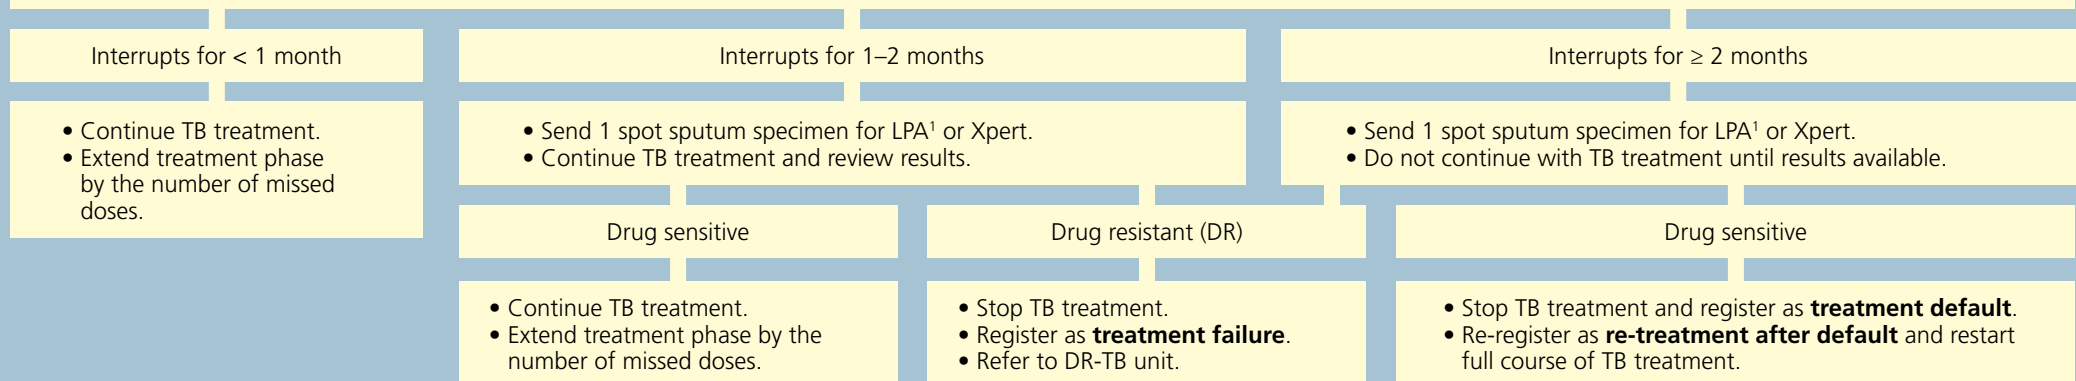 Interrupts for < 1 month
Interrupts for 1–2 months
Interrupts for ≥ 2 months
• Continue TB treatment.
• Extend treatment phase
by the number of missed
doses.
• Send 1 spot sputum specimen for LPA¹ or Xpert.
• Continue TB treatment and review results.
• Send 1 spot sputum specimen for LPA¹ or Xpert.
• Do not continue with TB treatment until results available.
Drug sensitive
Drug resistant (DR)
Drug sensitive
• Continue TB treatment.
• Extend treatment phase by the
number of missed doses.
• Stop TB treatment.
• Register as treatment failure.
• Refer to DR-TB unit.
• Stop TB treatment and register as treatment default.
• Re-register as re-treatment after default and restart
full course of TB treatment.